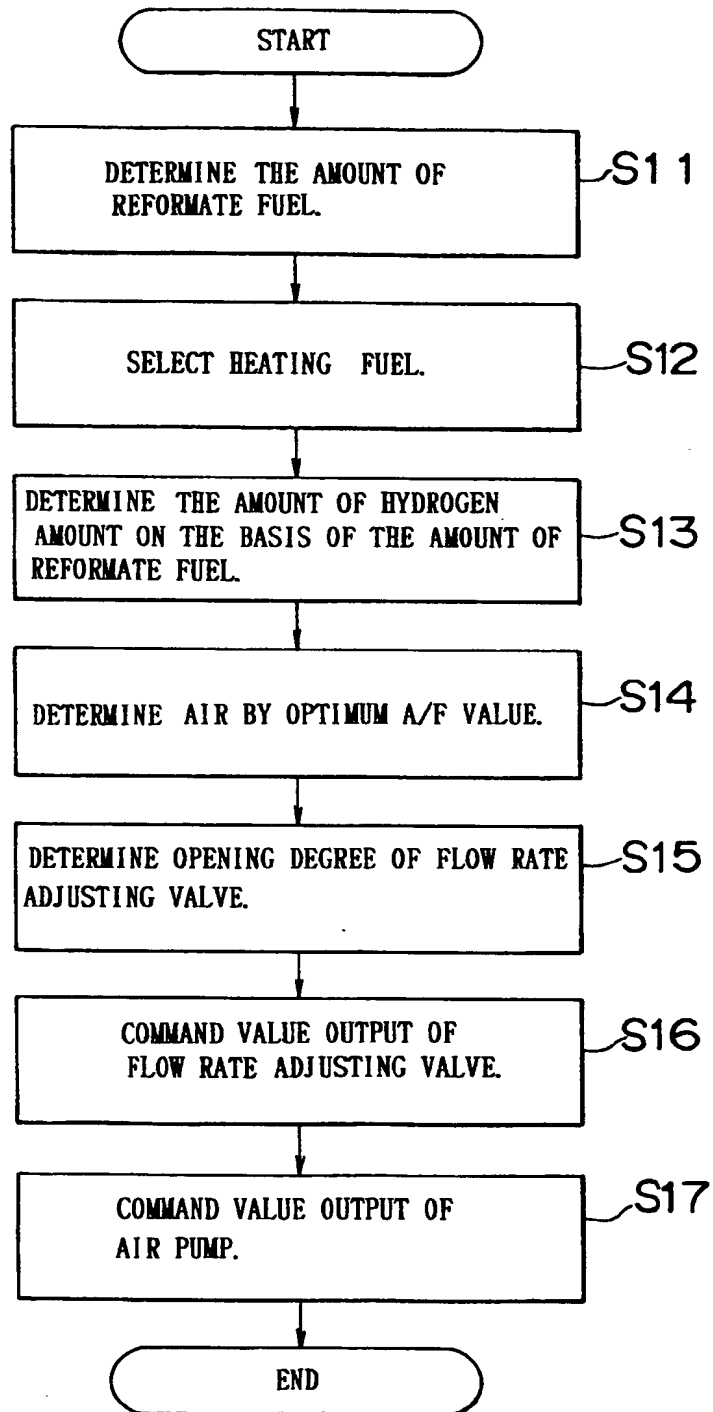 START
DETERMINE THE AMOUNT OF
REFORMATE FUEL.
S11
SELECT HEATING FUEL.
S12
DETERMINE THE AMOUNT OF HYDROGEN
AMOUNT ON THE BASIS OF THE AMOUNT OF
REFORMATE FUEL.
S13
DETERMINE AIR BY OPTIMUM A/F VALUE.
S14
DETERMINE OPENING DEGREE OF FLOW RATE
ADJUSTING VALVE.
S15
COMMAND VALUE OUTPUT OF
FLOW RATE ADJUSTING VALVE.
S16
COMMAND VALUE OUTPUT OF
AIR PUMP.
S17
END